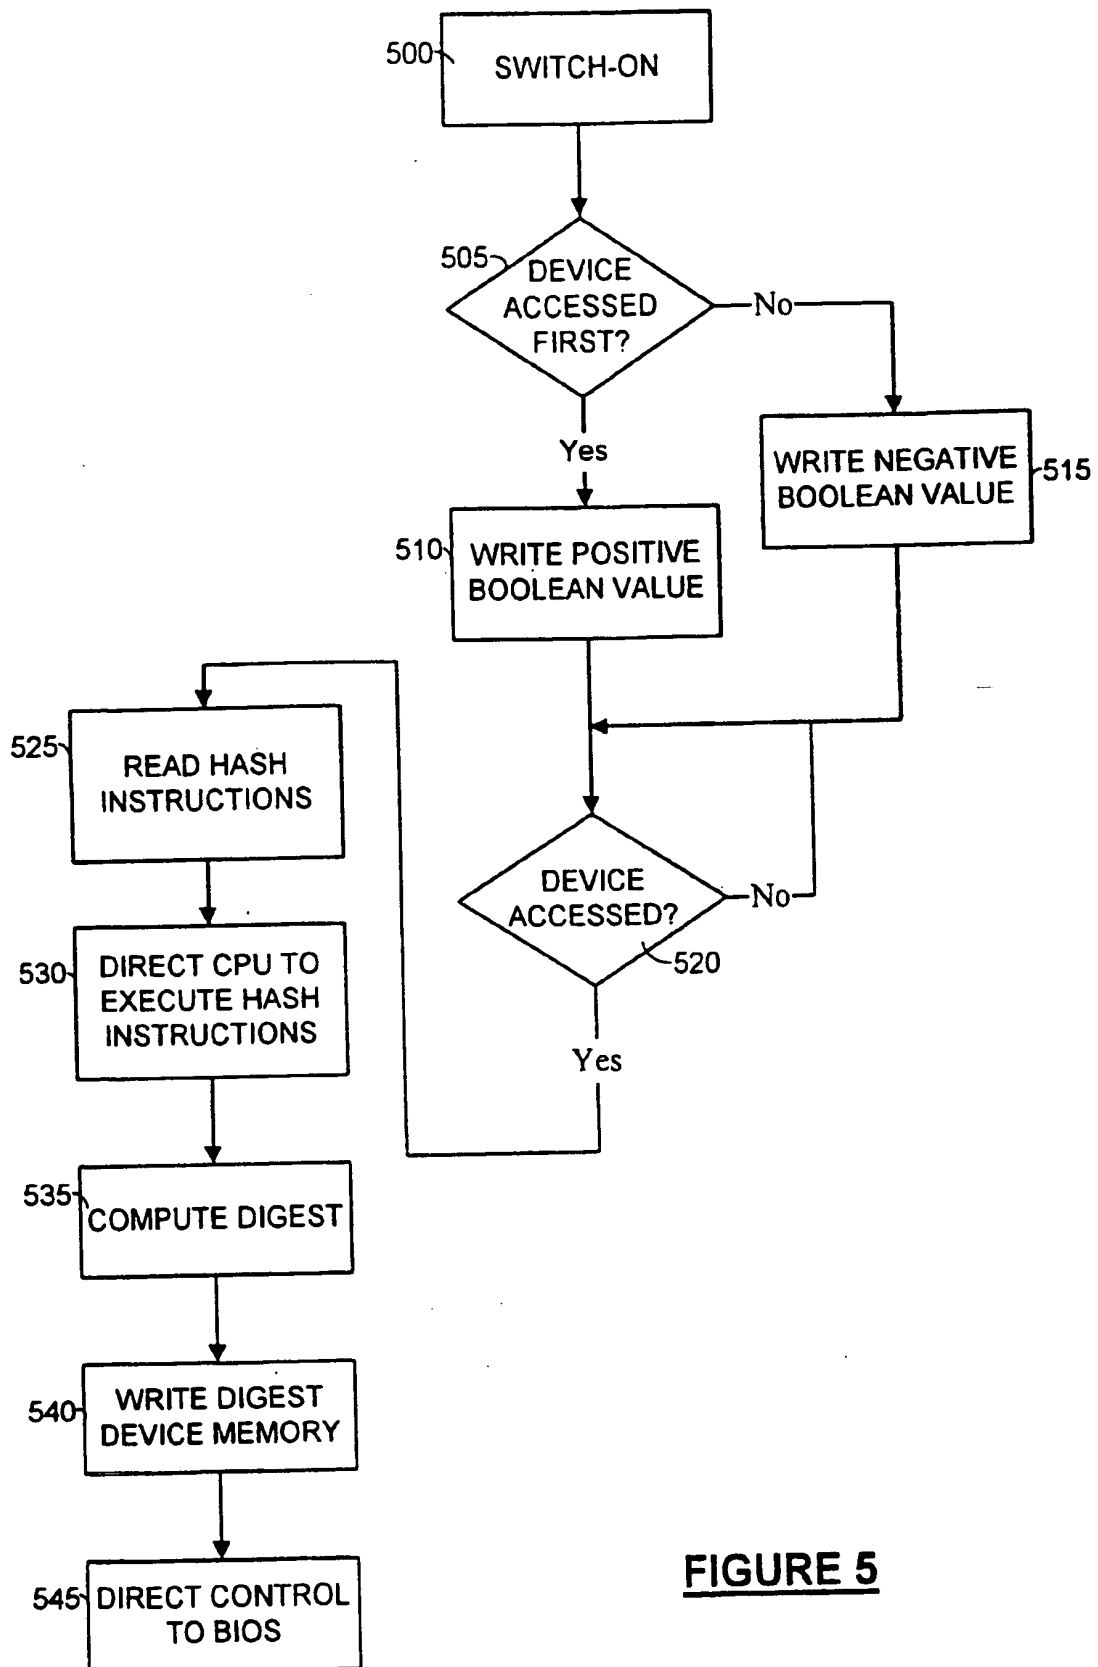 500
SWITCH-ON
505
DEVICE
ACCESSED
FIRST?
No
Yes
WRITE NEGATIVE
BOOLEAN VALUE
515
510
WRITE POSITIVE
BOOLEAN VALUE
525
READ HASH
INSTRUCTIONS
DEVICE
ACCESSED?
No
520
530
DIRECT CPU TO
EXECUTE HASH
INSTRUCTIONS
Yes
535
COMPUTE DIGEST
540
WRITE DIGEST
DEVICE MEMORY
545
DIRECT CONTROL
TO BIOS
FIGURE 5